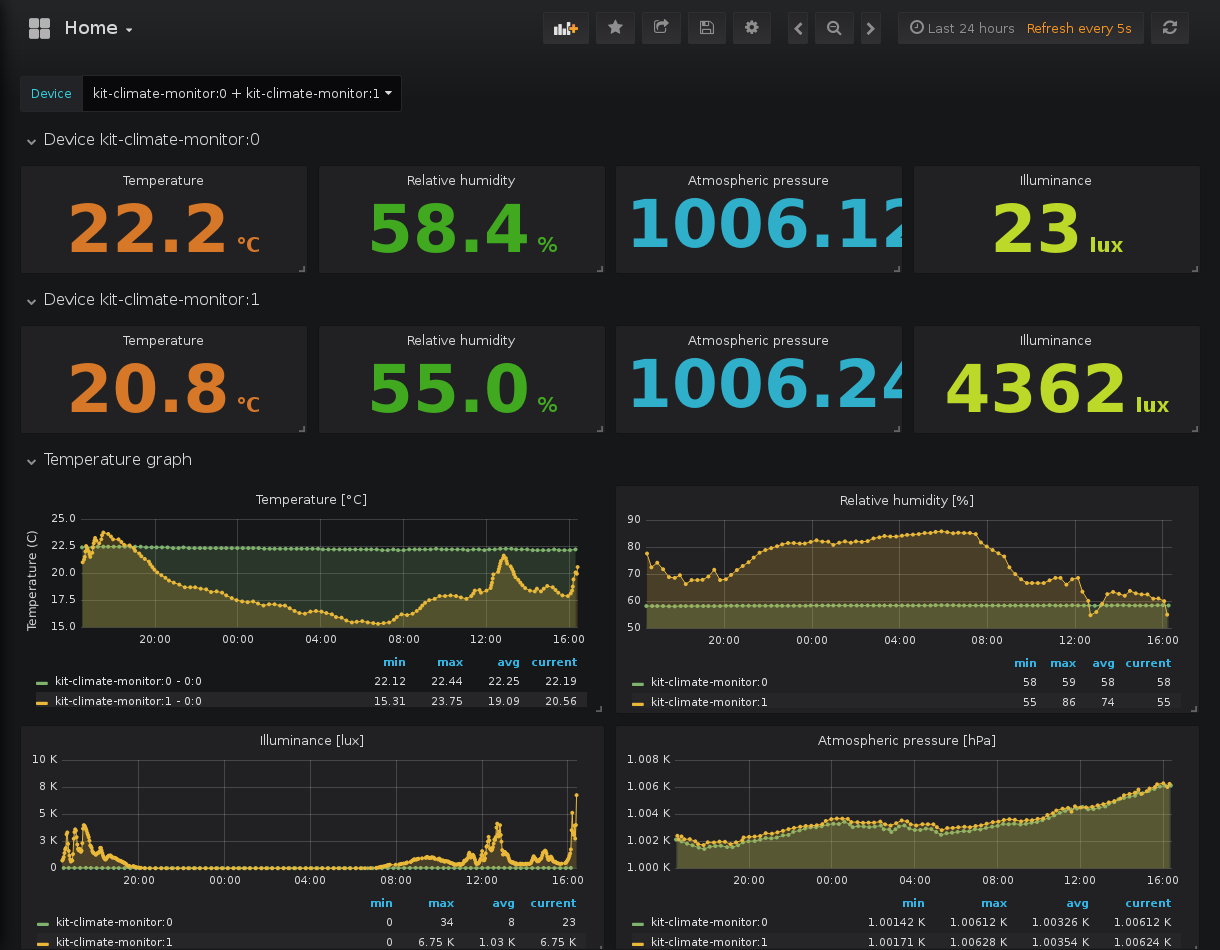 Home
Last 24 hours Refresh every 5s
Device kit-climate-monitor:0 + kit-climate-monitor:1
Device kit-climate-monitor:0
Temperature Relative humidity Atmospheric pressure Illuminance
22.2 °C 58.4 % 1006.12 23 lux
Device kit-climate-monitor:1
Temperature Relative humidity Atmospheric pressure Illuminance
20.8 °C 55.0 % 1006.24 4362 lux
Temperature graph
Temperature [°C]
Temperature (C)
25.0
22.5
20.0
17.5
15.0
20:00 00:00 04:00 08:00 12:00 16:00
min max avg current
kit-climate-monitor:0 - 0:0 22.12 22.44 22.25 22.19
kit-climate-monitor:1 - 0:0 15.31 23.75 19.09 20.56
Relative humidity [%]
90
80
70
60
50
20:00 00:00 04:00 08:00 12:00 16:00
min max avg current
kit-climate-monitor:0 58 59 58 58
kit-climate-monitor:1 55 86 74 55
Illuminance [lux]
10 K
8 K
5 K
3 K
0
20:00 00:00 04:00 08:00 12:00 16:00
min max avg current
kit-climate-monitor:0 0 34 8 23
kit-climate-monitor:1 0 6.75 K 1.03 K 6.75 K
Atmospheric pressure [hPa]
1.008 K
1.006 K
1.004 K
1.002 K
1.000 K
20:00 00:00 04:00 08:00 12:00 16:00
min max avg current
kit-climate-monitor:0 1.00142 K 1.00612 K 1.00326 K 1.00612 K
kit-climate-monitor:1 1.00171 K 1.00628 K 1.00354 K 1.00624 K